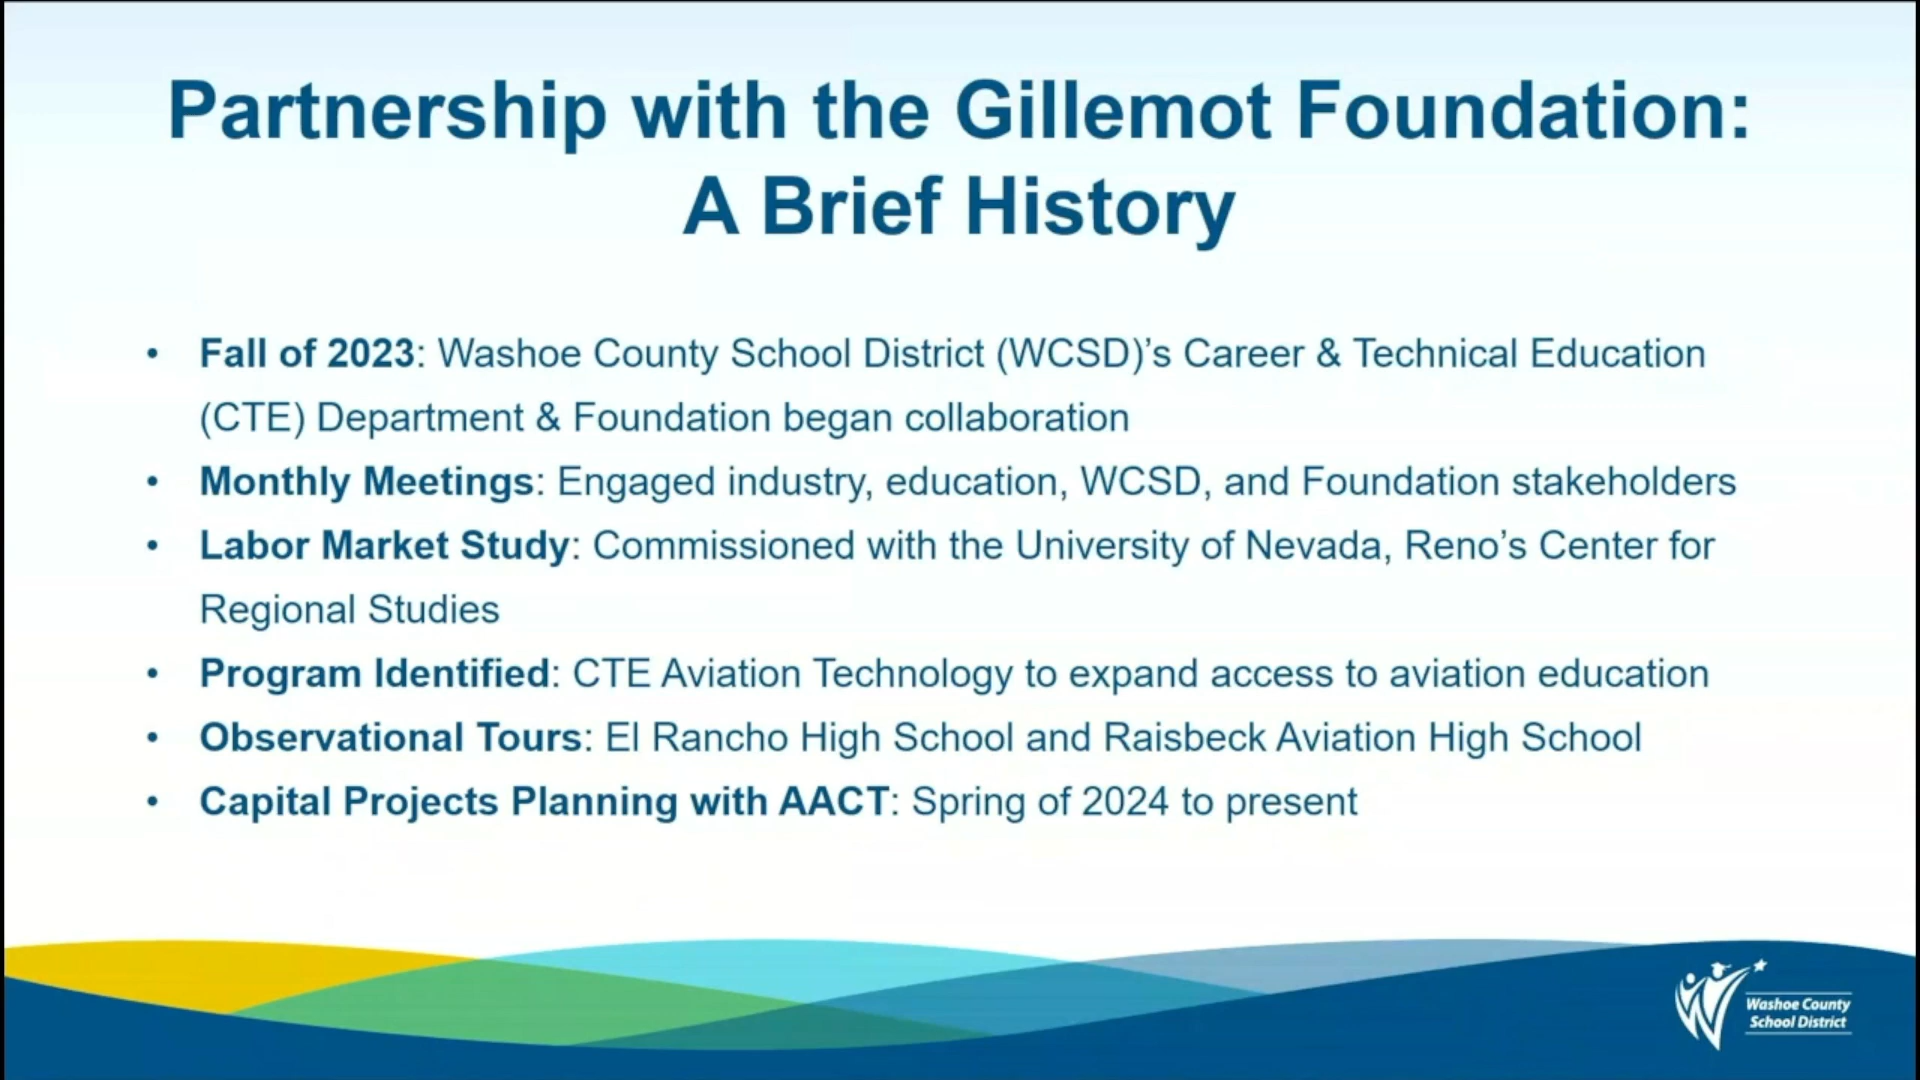 Partnership with the Gillemot Foundation:
A Brief History
• Fall of 2023: Washoe County School District (WCSD)’s Career & Technical Education
(CTE) Department & Foundation began collaboration
• Monthly Meetings: Engaged industry, education, WCSD, and Foundation stakeholders
• Labor Market Study: Commissioned with the University of Nevada, Reno’s Center for
Regional Studies
• Program Identified: CTE Aviation Technology to expand access to aviation education
• Observational Tours: El Rancho High School and Raisbeck Aviation High School
• Capital Projects Planning with AACT: Spring of 2024 to present
Washoe County
School District